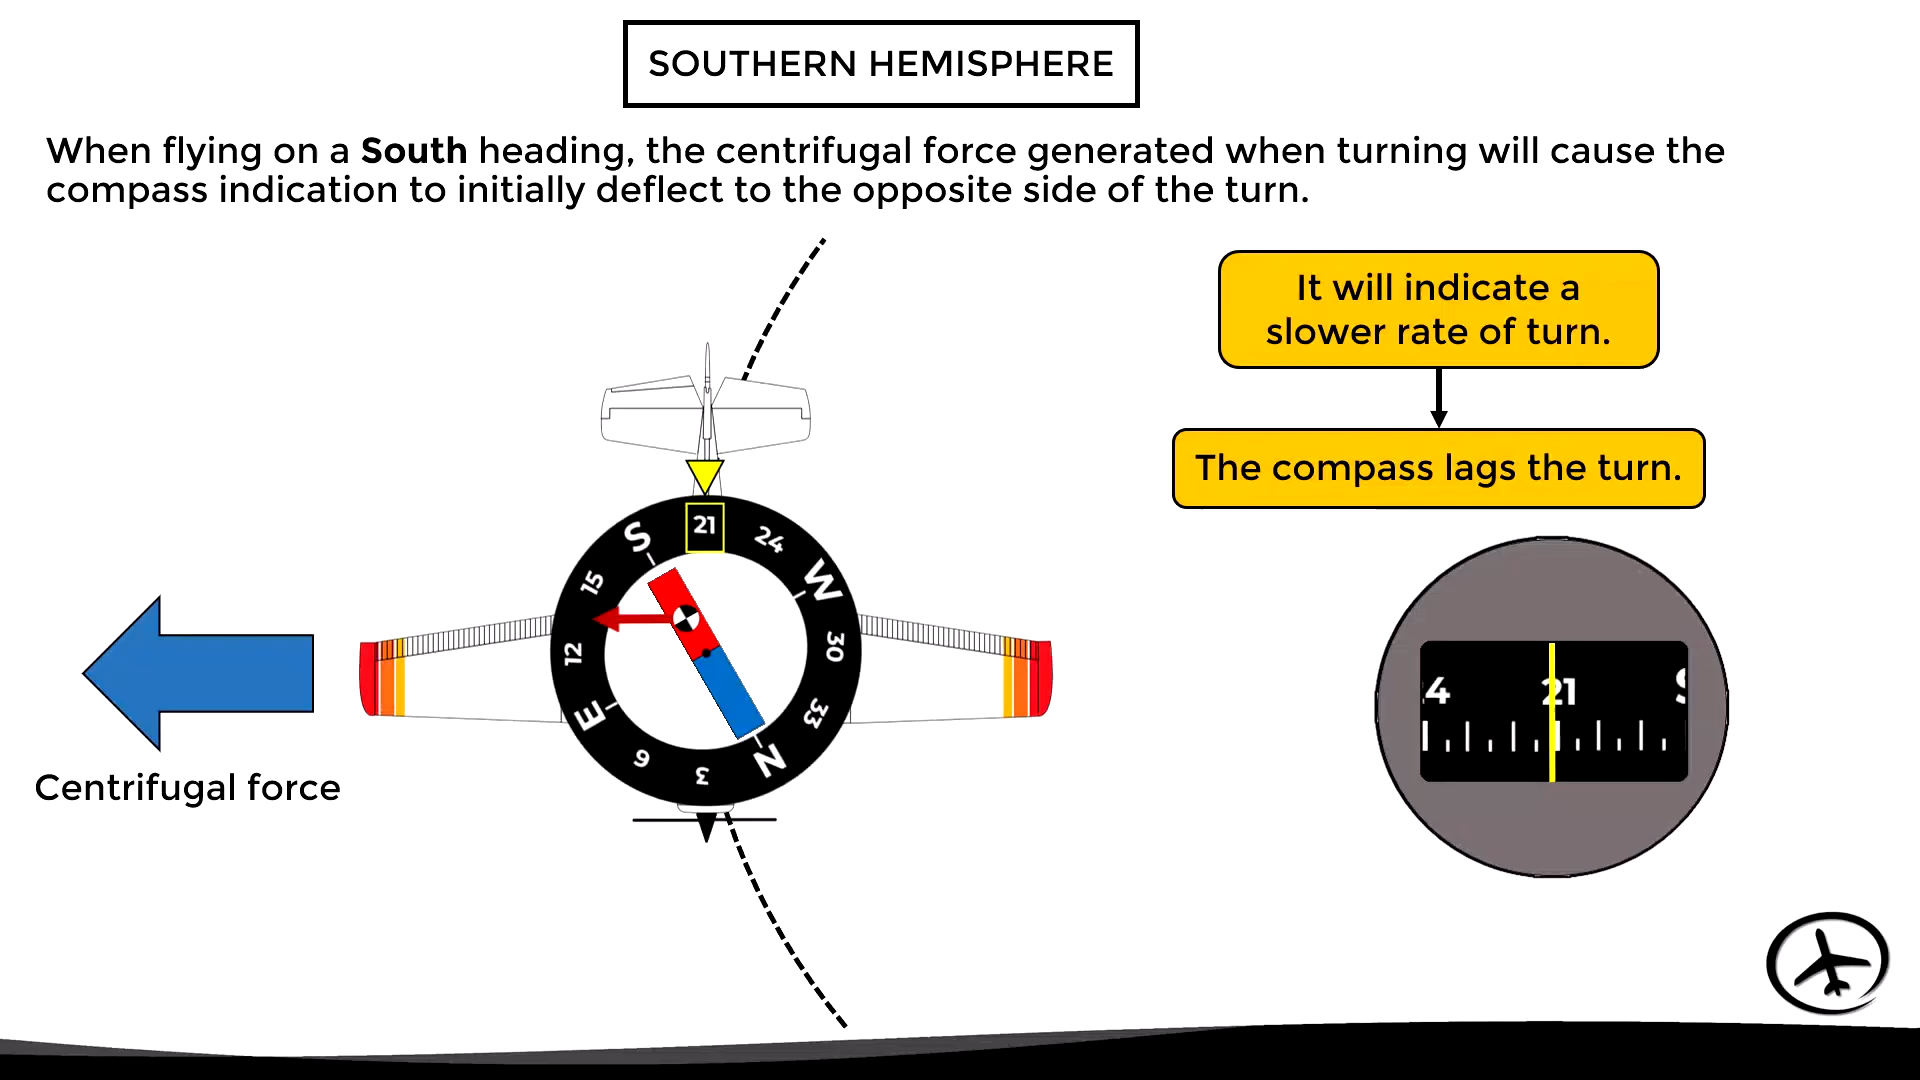 SOUTHERN HEMISPHERE
When flying on a South heading, the centrifugal force generated when turning will cause the
compass indication to initially deflect to the opposite side of the turn.
It will indicate a
slower rate of turn.
The compass lags the turn.
S 21 24 W 30 33 N 3 6 E 12 15
4 21 S
Centrifugal force